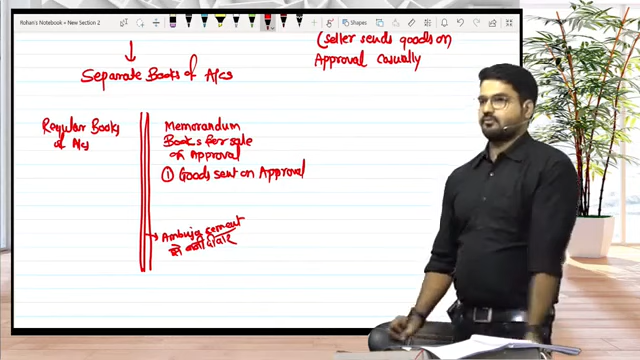 Rohan's Notebook • New Section 2
Shapes
(seller sends goods on
Approval casually
Separate Books of A/cs
Regular Books
of A/cs
Memorandum
Books for sale
on Approval
① Goods sent on Approval
Ambuja cement
से बनी दीवार